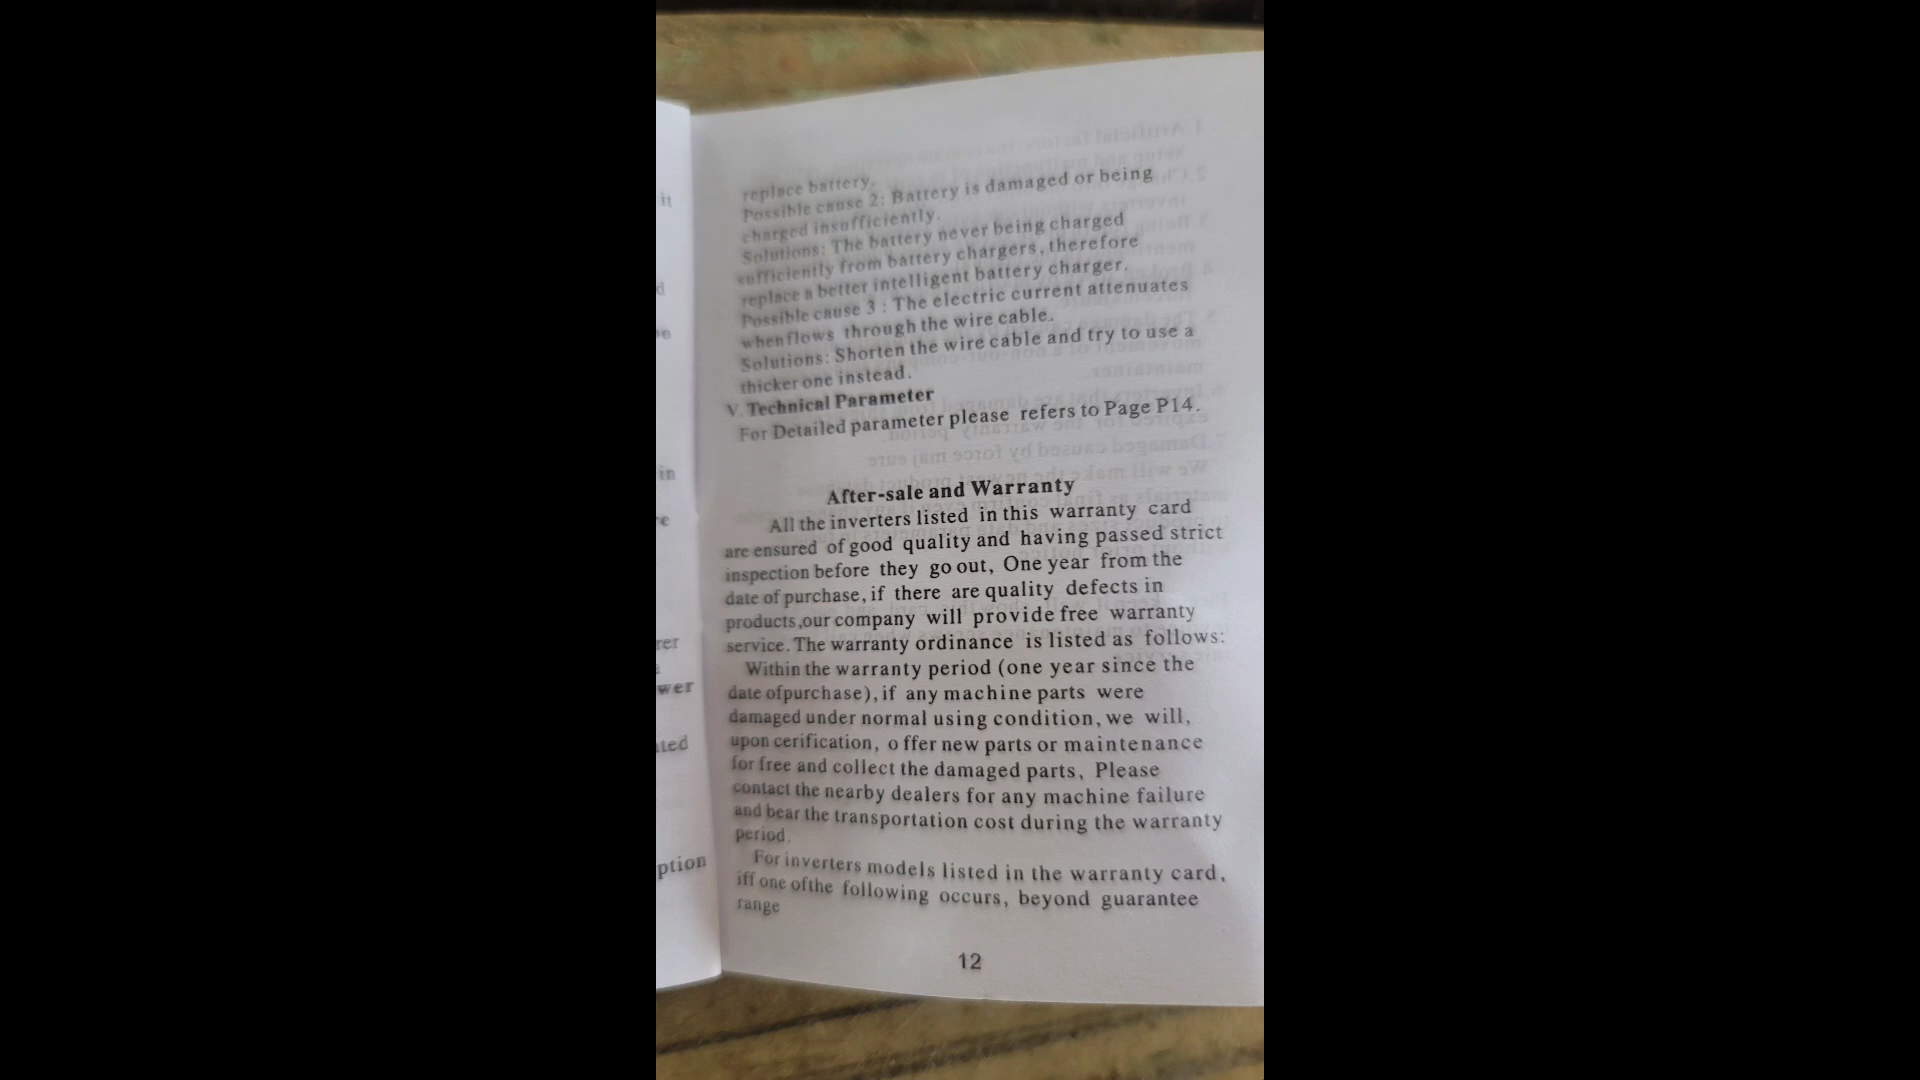 replace battery.
Possible cause 2: Battery is damaged or being
charged insufficiently.
Solutions: The battery never being charged
sufficiently from battery chargers, therefore
replace a better intelligent battery charger.
Possible cause 3 : The electric current attenuates
when flows through the wire cable.
Solutions: Shorten the wire cable and try to use a
thicker one instead.
V. Technical Parameter
For Detailed parameter please refers to Page P14.
After-sale and Warranty
All the inverters listed in this warranty card
are ensured of good quality and having passed strict
inspection before they go out, One year from the
date of purchase, if there are quality defects in
products,our company will provide free warranty
service. The warranty ordinance is listed as follows:
Within the warranty period (one year since the
date ofpurchase), if any machine parts were
damaged under normal using condition, we will,
upon cerification, offer new parts or maintenance
for free and collect the damaged parts, Please
contact the nearby dealers for any machine failure
and bear the transportation cost during the warranty
period.
For inverters models listed in the warranty card,
iff one ofthe following occurs, beyond guarantee
range
12